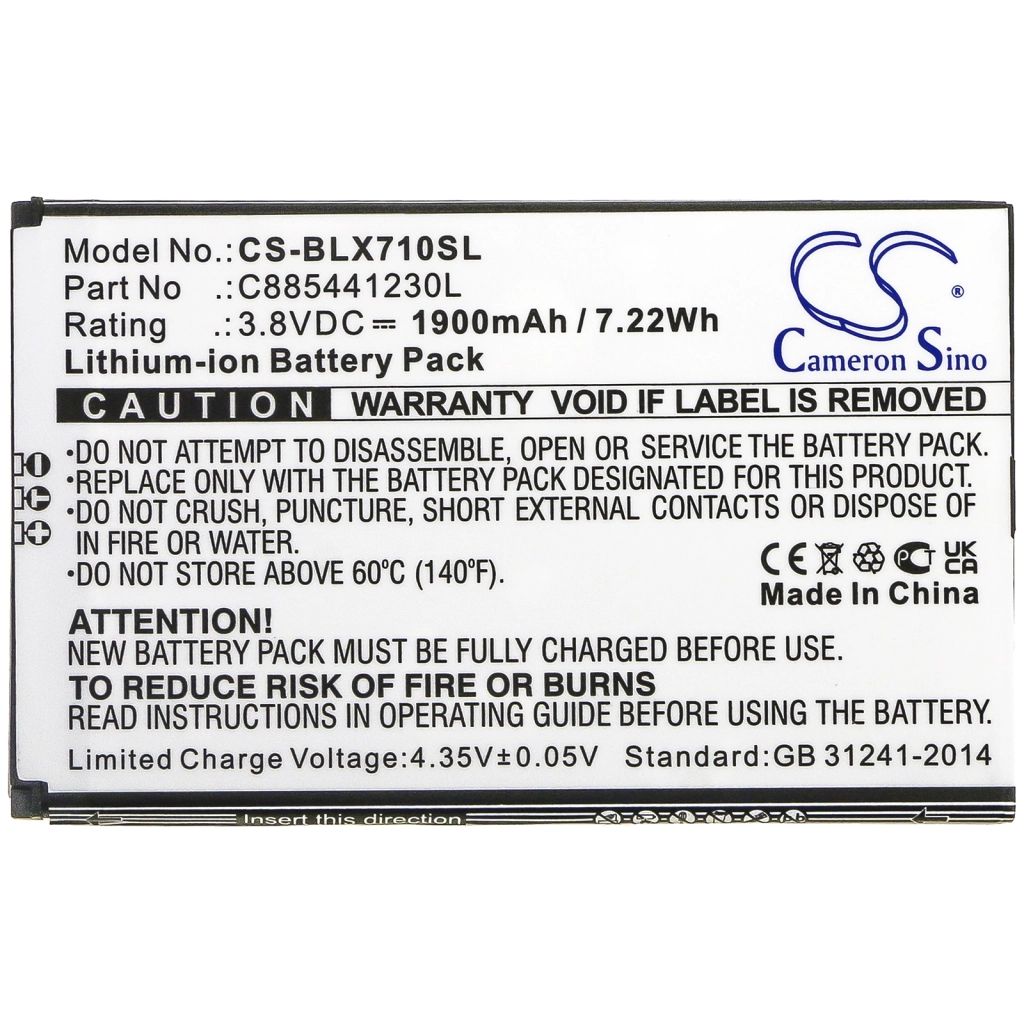 Model No.: CS-BLX710SL
Part No .: C885441230L
Rating .: 3.8VDC 1900mAh / 7.22Wh
Lithium-ion Battery Pack
CS ®
Cameron Sino
CAUTION WARRANTY VOID IF LABEL IS REMOVED
•DO NOT ATTEMPT TO DISASSEMBLE, OPEN OR SERVICE THE BATTERY PACK.
•REPLACE ONLY WITH THE BATTERY PACK DESIGNATED FOR THIS PRODUCT.
•DO NOT CRUSH, PUNCTURE, SHORT EXTERNAL CONTACTS OR DISPOSE OF
IN FIRE OR WATER.
•DO NOT STORE ABOVE 60°C (140°F).
CE PCT UK CA
Made In China
ATTENTION!
NEW BATTERY PACK MUST BE FULLY CHARGED BEFORE USE.
TO REDUCE RISK OF FIRE OR BURNS
READ INSTRUCTIONS IN OPERATING GUIDE BEFORE USING THE BATTERY.
Limited Charge Voltage:4.35V±0.05V Standard:GB 31241-2014
Insert this direction